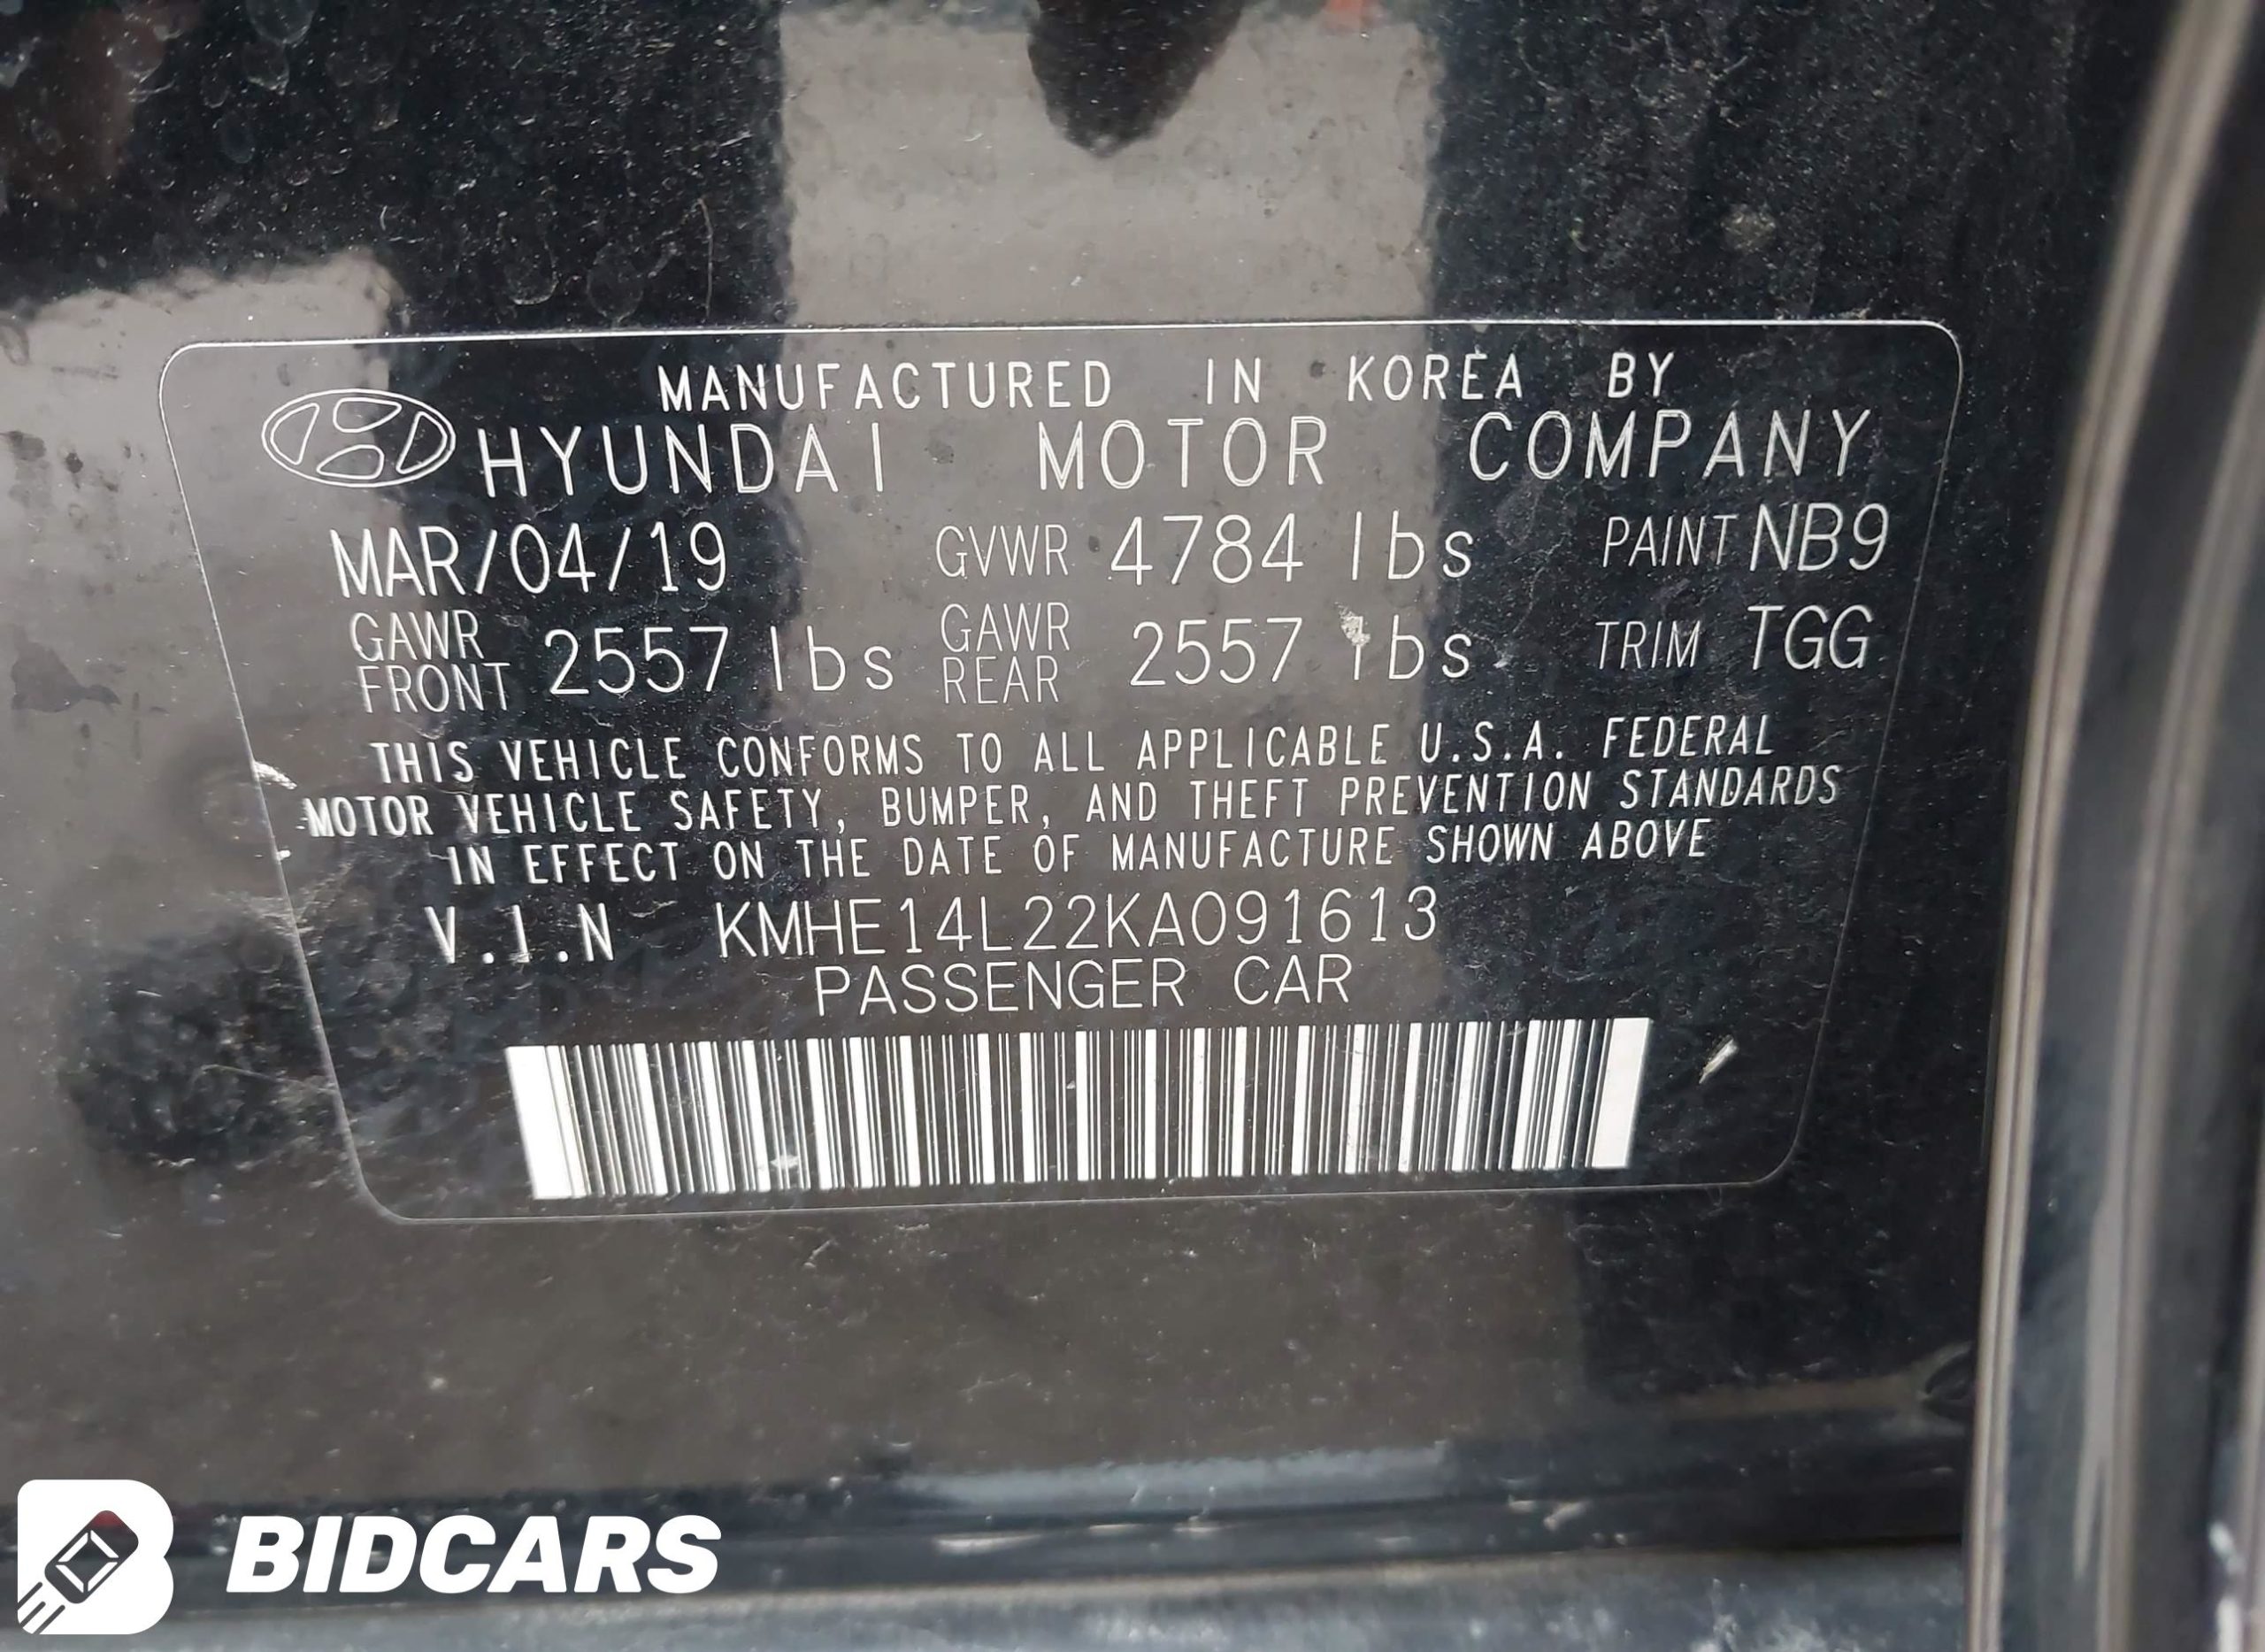 MANUFACTURED IN KOREA BY
HYUNDAI MOTOR COMPANY
MAR/04/19 GVWR 4784 lbs PAINT NB9
GAWR FRONT 2557 lbs GAWR REAR 2557 lbs TRIM TGG
THIS VEHICLE CONFORMS TO ALL APPLICABLE U.S.A. FEDERAL
MOTOR VEHICLE SAFETY, BUMPER, AND THEFT PREVENTION STANDARDS
IN EFFECT ON THE DATE OF MANUFACTURE SHOWN ABOVE
V.I.N KMHE14L22KA091613
PASSENGER CAR
BIDCARS